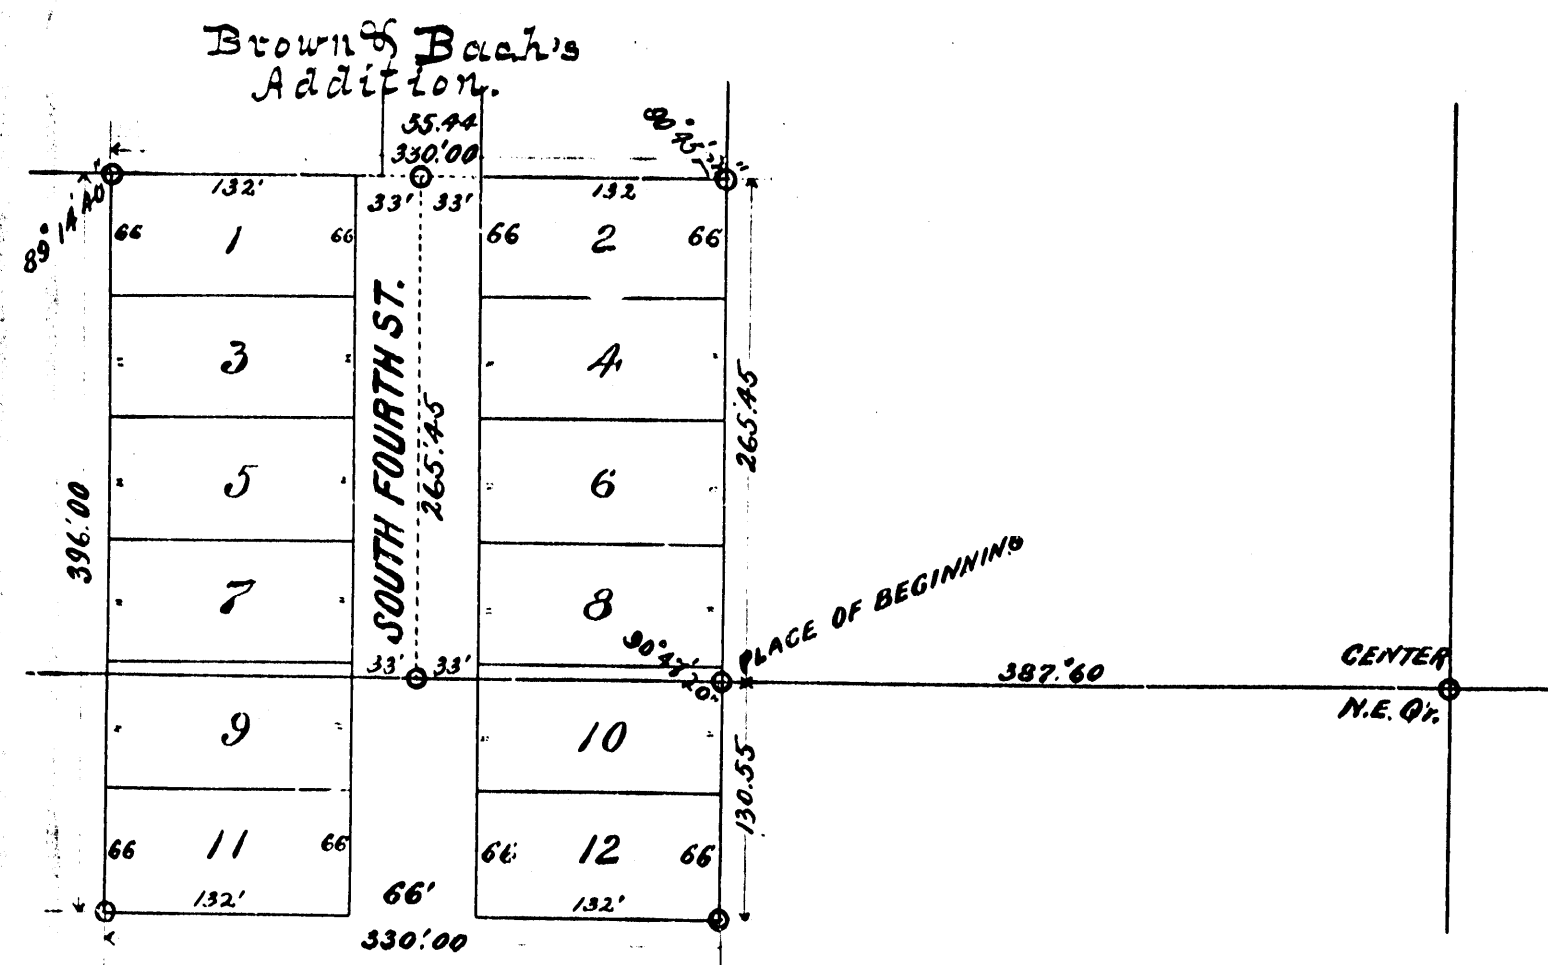 Brown & Bach's
Addition.
55.44
330.'00
132'
33' 33'
132
89° 14' 40"
66 1 66
66 2 66
3
4
SOUTH FOURTH ST.
265.'45
265.'45
5
6
396.'00
7
8
PLACE OF BEGINNING
33' 33'
90° 47' 20"
387.°60
CENTER
N.E. Qr.
9
10
130.55
66 11 66
66 12 66
132'
66'
132'
330.'00